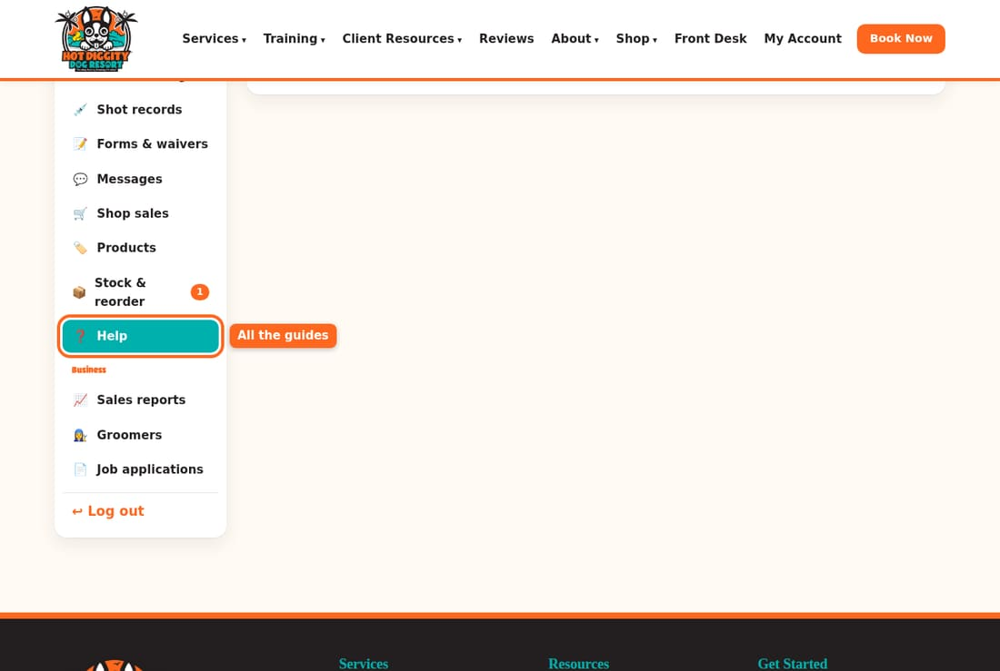 HOT DIGGITY
DOG RESORT
Services ▾
Training ▾
Client Resources ▾
Reviews
About ▾
Shop ▾
Front Desk
My Account
Book Now
Shot records
Forms & waivers
Messages
Shop sales
Products
Stock &
reorder
1
Help
All the guides
Business
Sales reports
Groomers
Job applications
↩ Log out
Services
Resources
Get Started